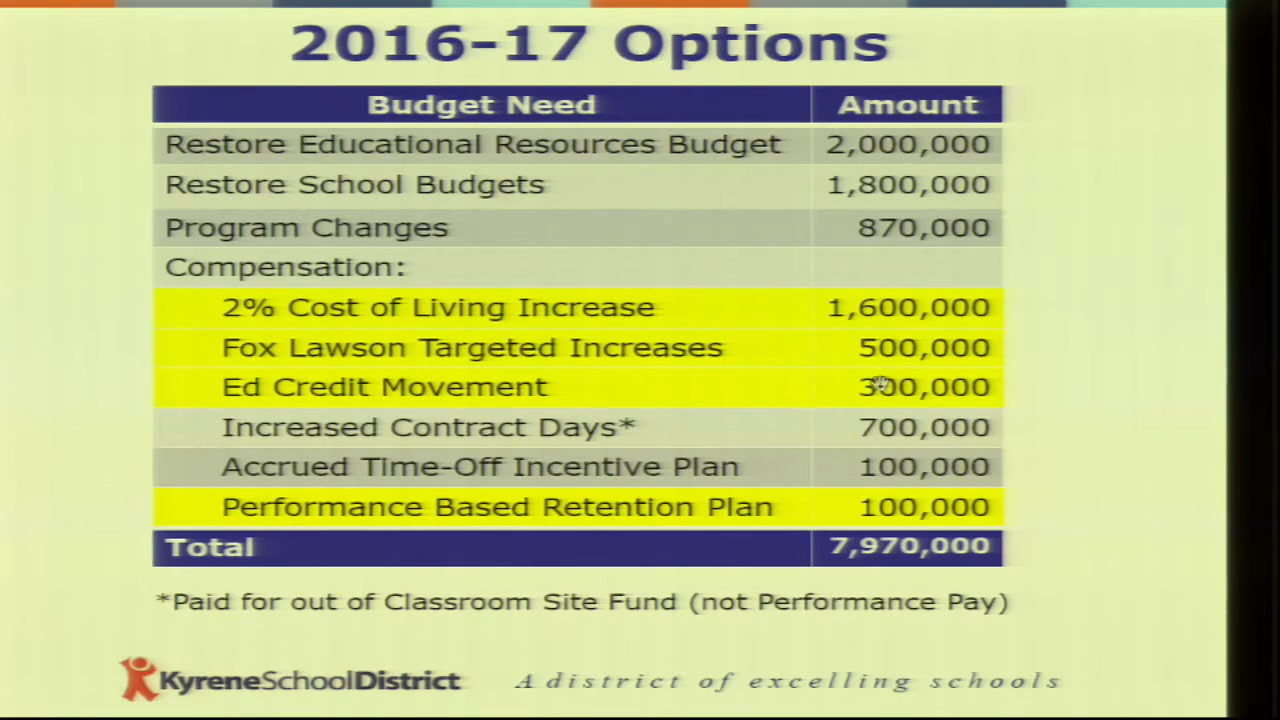 2016-17 Options
Budget Need Amount
Restore Educational Resources Budget 2,000,000
Restore School Budgets 1,800,000
Program Changes 870,000
Compensation:
2% Cost of Living Increase 1,600,000
Fox Lawson Targeted Increases 500,000
Ed Credit Movement 300,000
Increased Contract Days* 700,000
Accrued Time-Off Incentive Plan 100,000
Performance Based Retention Plan 100,000
Total 7,970,000
*Paid for out of Classroom Site Fund (not Performance Pay)
KyreneSchoolDistrict A district of excelling schools